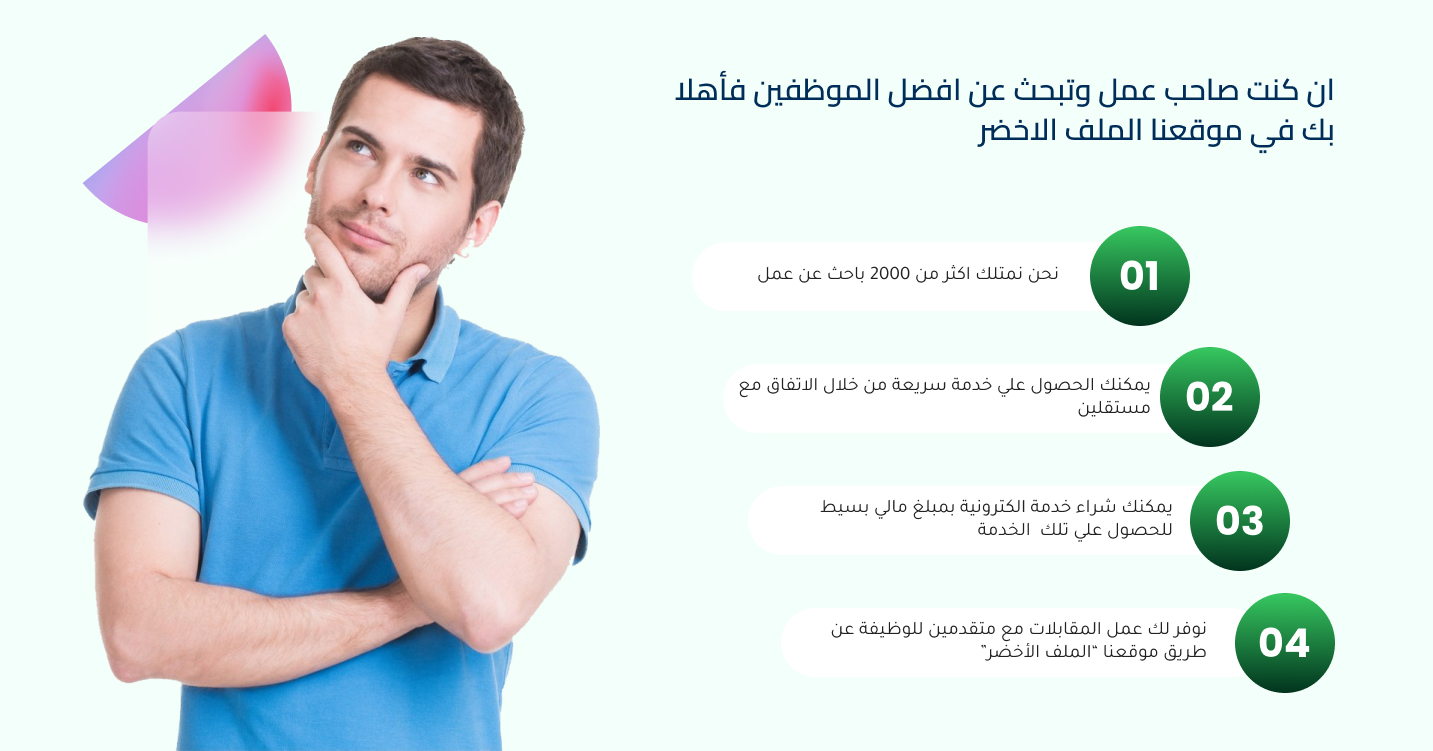 ان كنت صاحب عمل وتبحث عن افضل الموظفين فأهلا
بك في موقعنا الملف الاخضر
01
نحن نمتلك اكثر من 2000 باحث عن عمل
02
يمكنك الحصول علي خدمة سريعة من خلال الاتفاق مع
مستقلين
03
يمكنك شراء خدمة الكترونية بمبلغ مالي بسيط
للحصول علي تلك الخدمة
04
نوفر لك عمل المقابلات مع متقدمين للوظيفة عن
طريق موقعنا “الملف الأخضر”